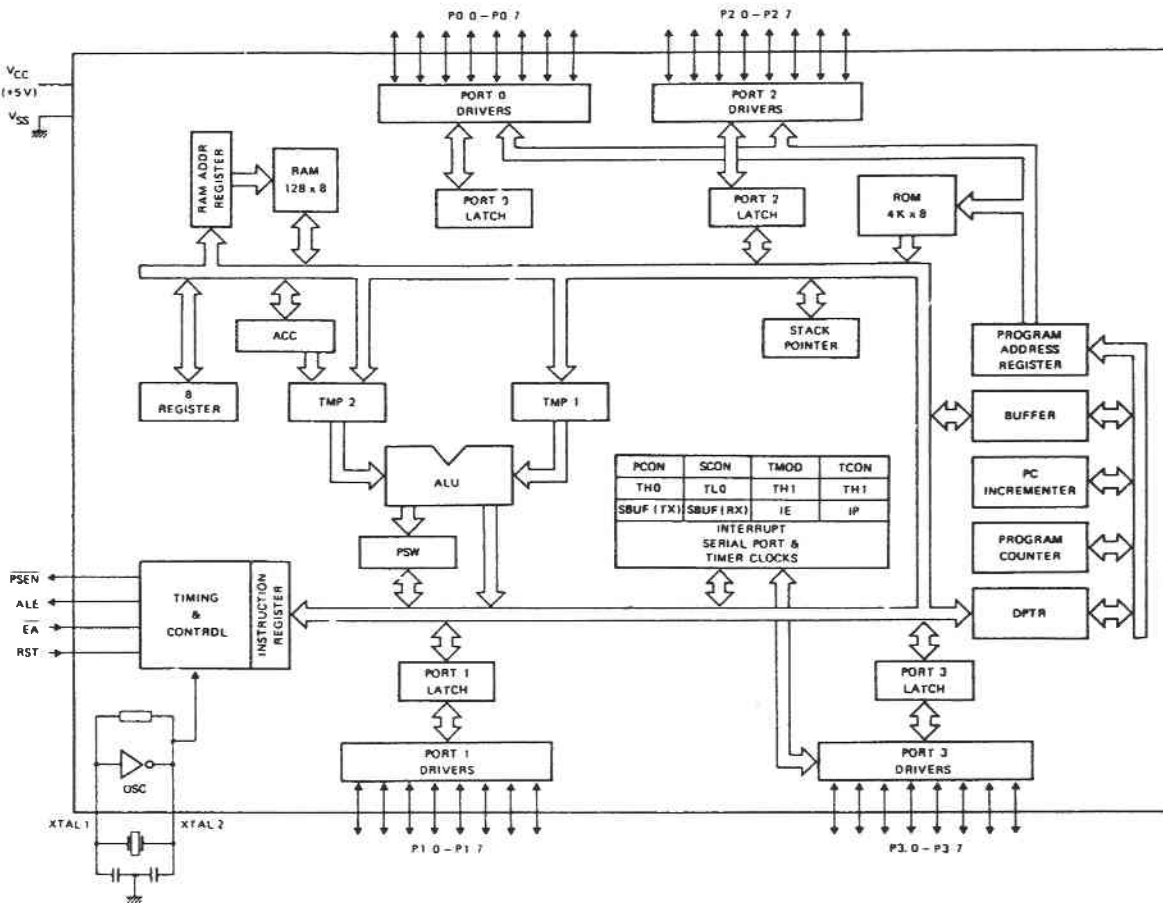 P0 0-P0 7
P2 0-P2 7
VCC
(+5V)
VSS
PORT 0
DRIVERS
PORT 2
DRIVERS
RAM ADDR
REGISTER
RAM
128 x 8
PORT 0
LATCH
PORT 2
LATCH
ROM
4K x 8
ACC
STACK
POINTER
PROGRAM
ADDRESS
REGISTER
8
REGISTER
TMP 2
TMP 1
BUFFER
ALU
PCON SCON TMOD TCON
TH0 TL0 TH1 TH1
SBUF (TX) SBUF (RX) IE IP
INTERRUPT
SERIAL PORT &
TIMER CLOCKS
PC
INCREMENTER
PSW
PROGRAM
COUNTER
PSEN
ALE
EA
RST
TIMING
&
CONTROL
INSTRUCTION
REGISTER
DPTR
PORT 1
LATCH
PORT 3
LATCH
OSC
PORT 1
DRIVERS
PORT 3
DRIVERS
XTAL 1
XTAL 2
P1 0-P1 7
P3.0-P3 7